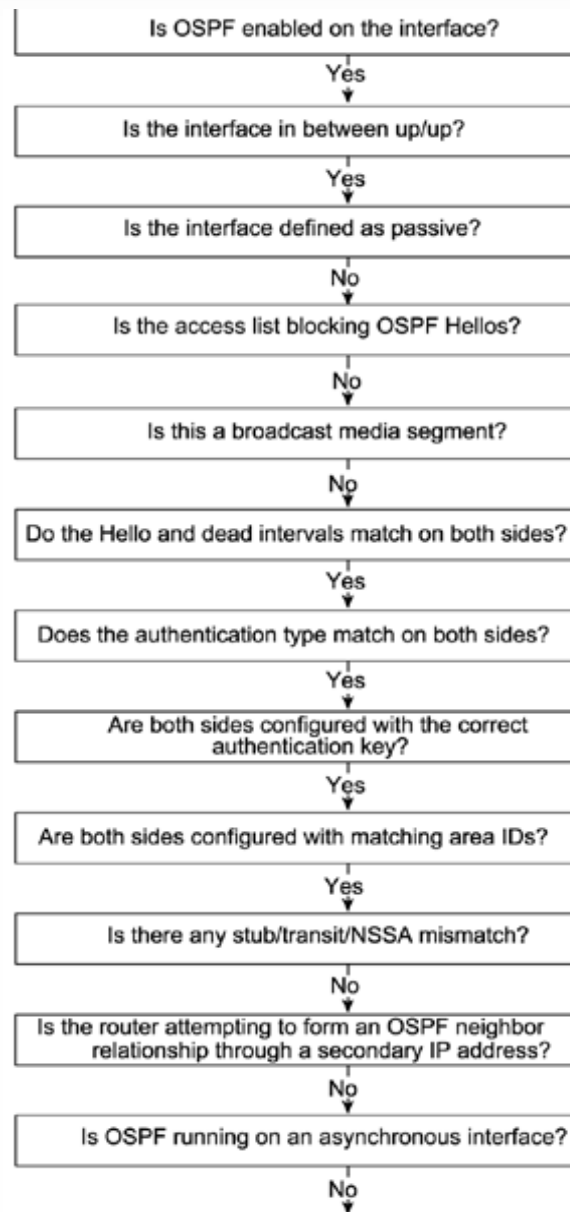 Is OSPF enabled on the interface?
Yes
Is the interface in between up/up?
Yes
Is the interface defined as passive?
No
Is the access list blocking OSPF Hellos?
No
Is this a broadcast media segment?
No
Do the Hello and dead intervals match on both sides?
Yes
Does the authentication type match on both sides?
Yes
Are both sides configured with the correct
authentication key?
Yes
Are both sides configured with matching area IDs?
Yes
Is there any stub/transit/NSSA mismatch?
No
Is the router attempting to form an OSPF neighbor
relationship through a secondary IP address?
No
Is OSPF running on an asynchronous interface?
No